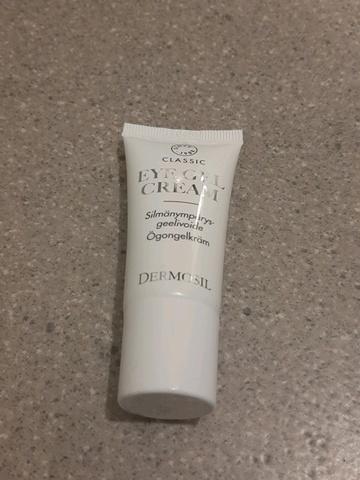 CLASSIC
EYE GEL
CREAM
Silmänympärys-
geelivoide
Ögongelkräm
DERMOSIL